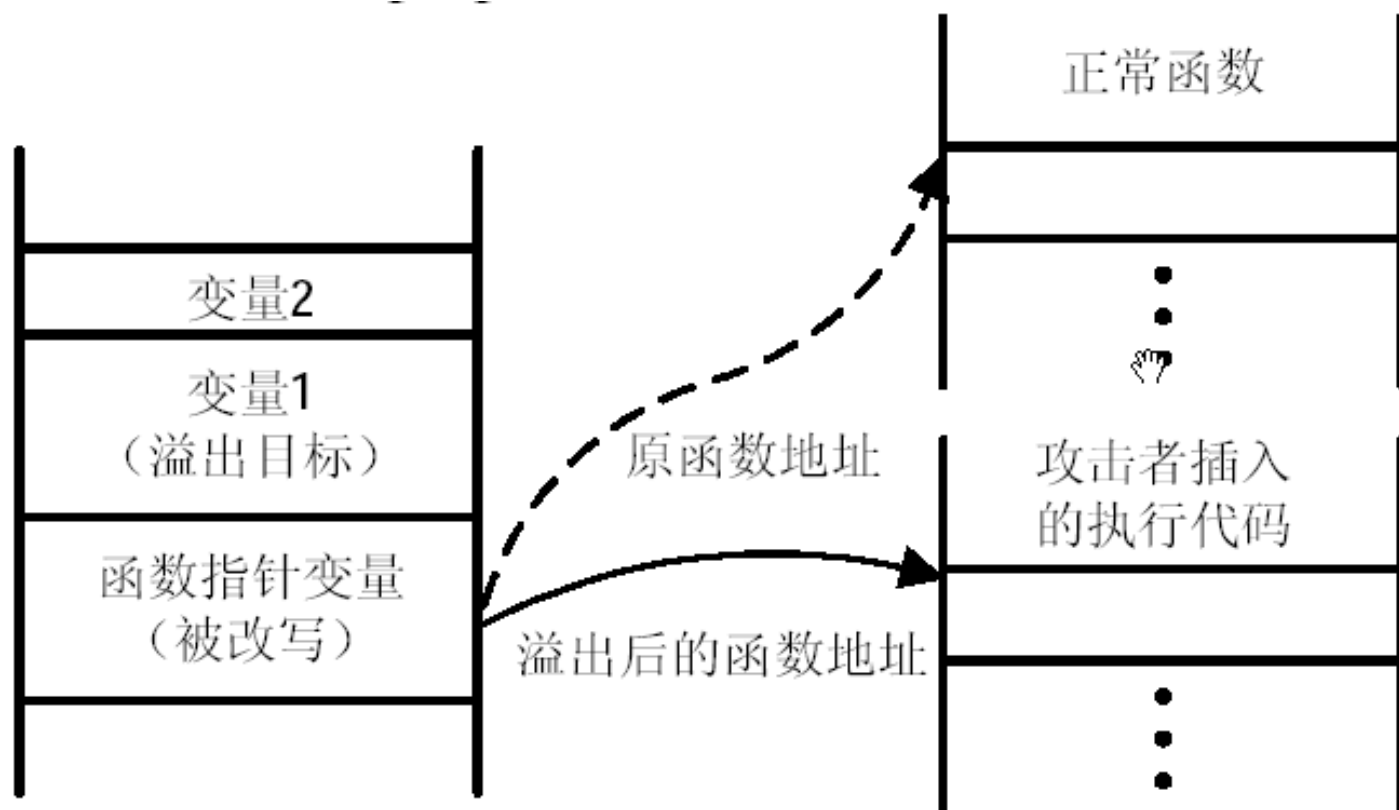 正常函数
变量2
变量1
（溢出目标）
原函数地址
攻击者插入
的执行代码
函数指针变量
（被改写）
溢出后的函数地址